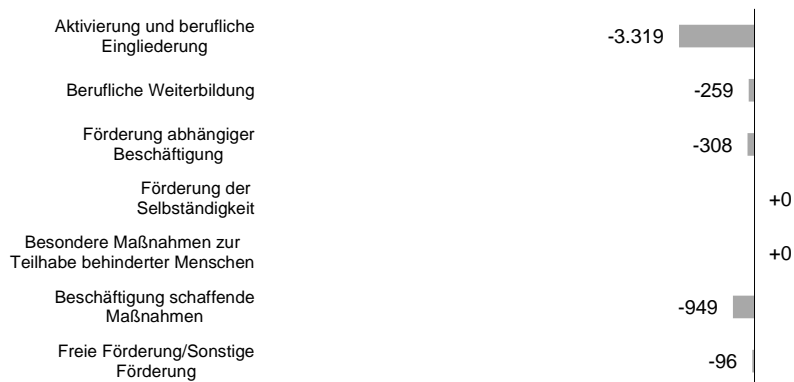 Aktivierung und berufliche
Eingliederung
-3.319
Berufliche Weiterbildung
-259
Förderung abhängiger
Beschäftigung
-308
Förderung der
Selbständigkeit
+0
Besondere Maßnahmen zur
Teilhabe behinderter Menschen
+0
Beschäftigung schaffende
Maßnahmen
-949
Freie Förderung/Sonstige
Förderung
-96